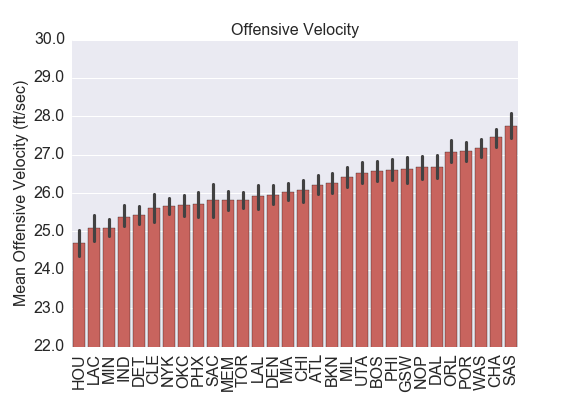 Offensive Velocity
Mean Offensive Velocity (ft/sec)
30.0
29.0
28.0
27.0
26.0
25.0
24.0
23.0
22.0
HOU
LAC
MIN
IND
DET
CLE
NYK
OKC
PHX
SAC
MEM
TOR
LAL
DEN
MIA
CHI
ATL
BKN
MIL
UTA
BOS
PHI
GSW
NOP
DAL
ORL
POR
WAS
CHA
SAS